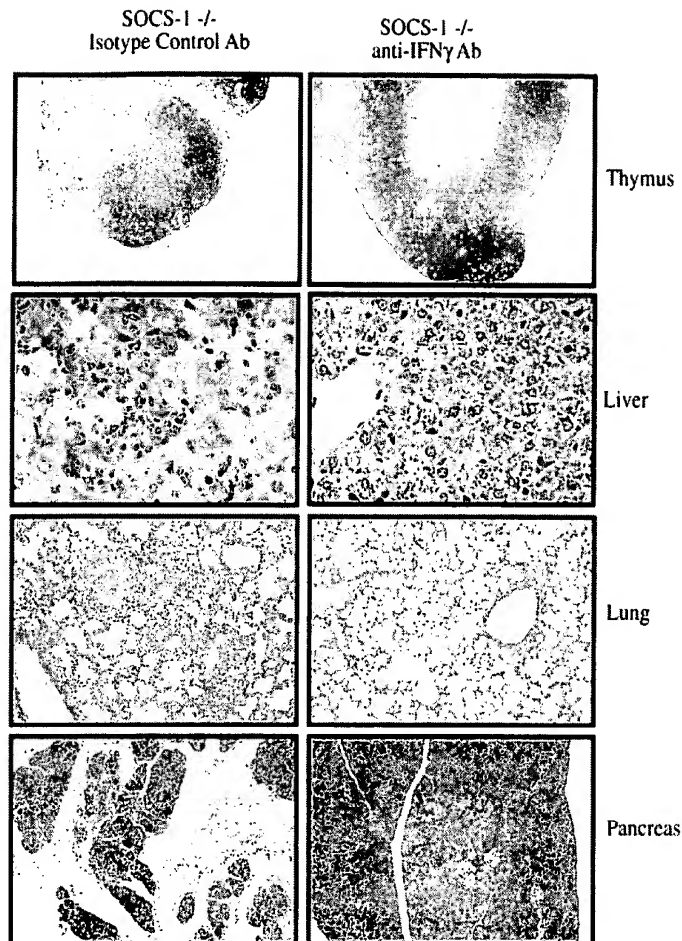 SOCS-1 -/-
Isotype Control Ab
SOCS-1 -/-
anti-IFNγ Ab
Thymus
Liver
Lung
Pancreas